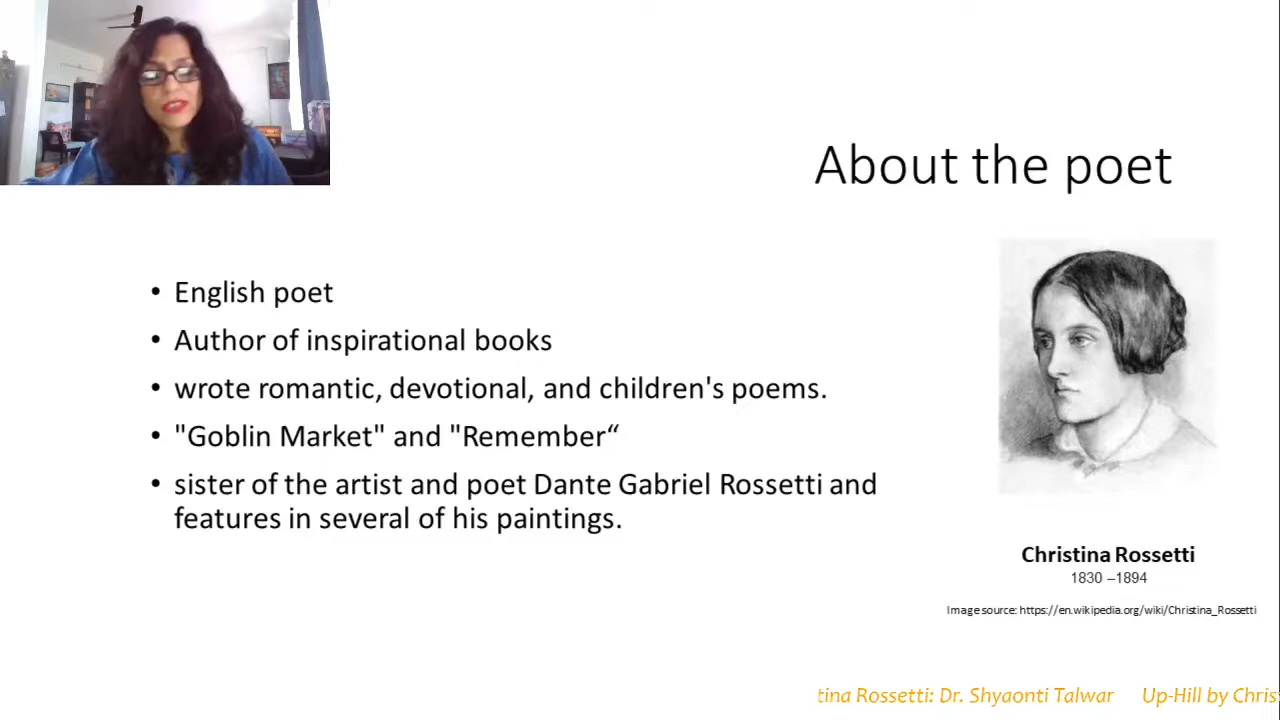 About the poet
• English poet
• Author of inspirational books
• wrote romantic, devotional, and children's poems.
• "Goblin Market" and "Remember“
• sister of the artist and poet Dante Gabriel Rossetti and
features in several of his paintings.
Christina Rossetti
1830 –1894
Image source: https://en.wikipedia.org/wiki/Christina_Rossetti
tina Rossetti: Dr. Shyaonti Talwar Up-Hill by Chris